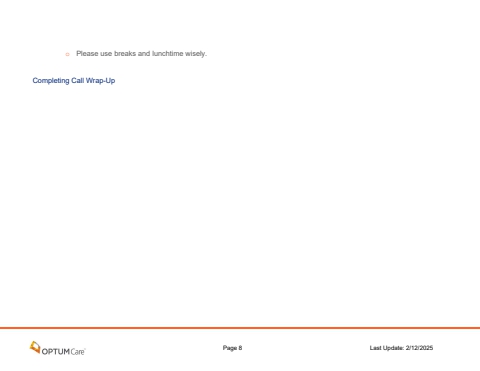 Please use breaks and lunchtime wisely.
Completing Call Wrap-Up
OPTUM Care
Page 8
Last Update: 2/12/2025